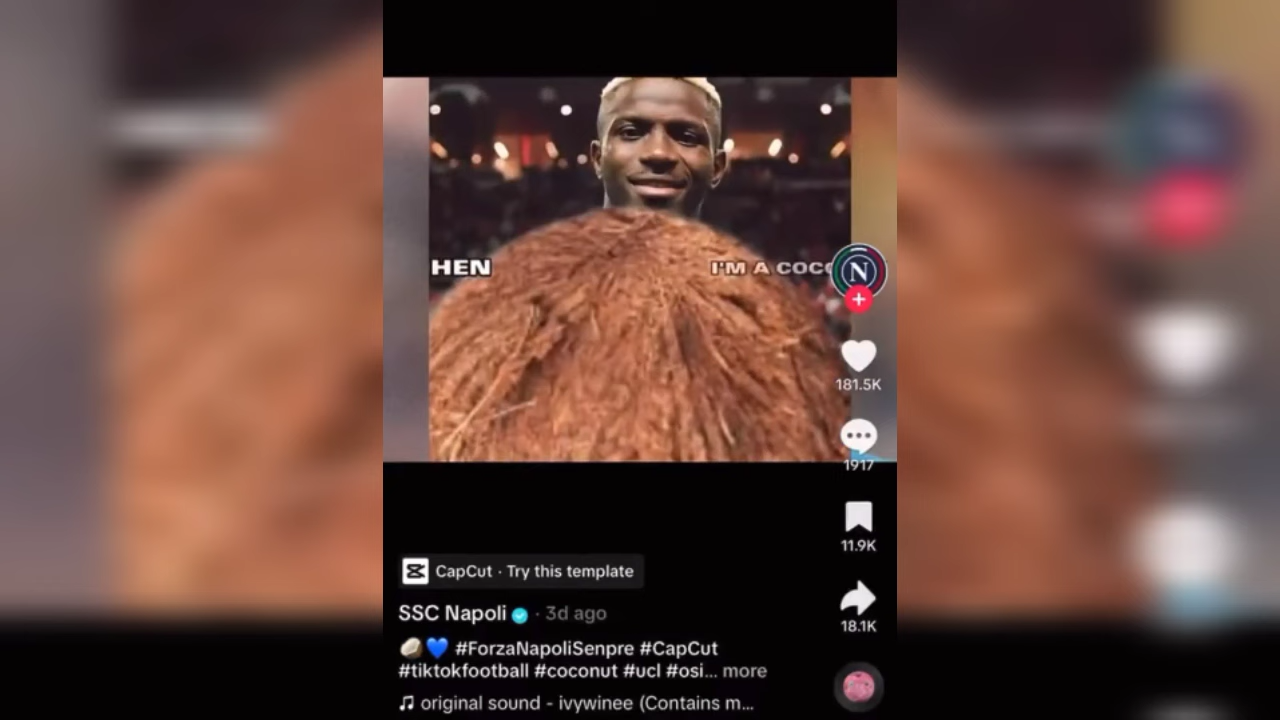 HEN
I'M A COCO
N
181.5K
1917
11.9K
18.1K
CapCut · Try this template
SSC Napoli · 3d ago
#ForzaNapoliSenpre #CapCut
#tiktokfootball #coconut #ucl #osi... more
original sound - ivywinee (Contains m...